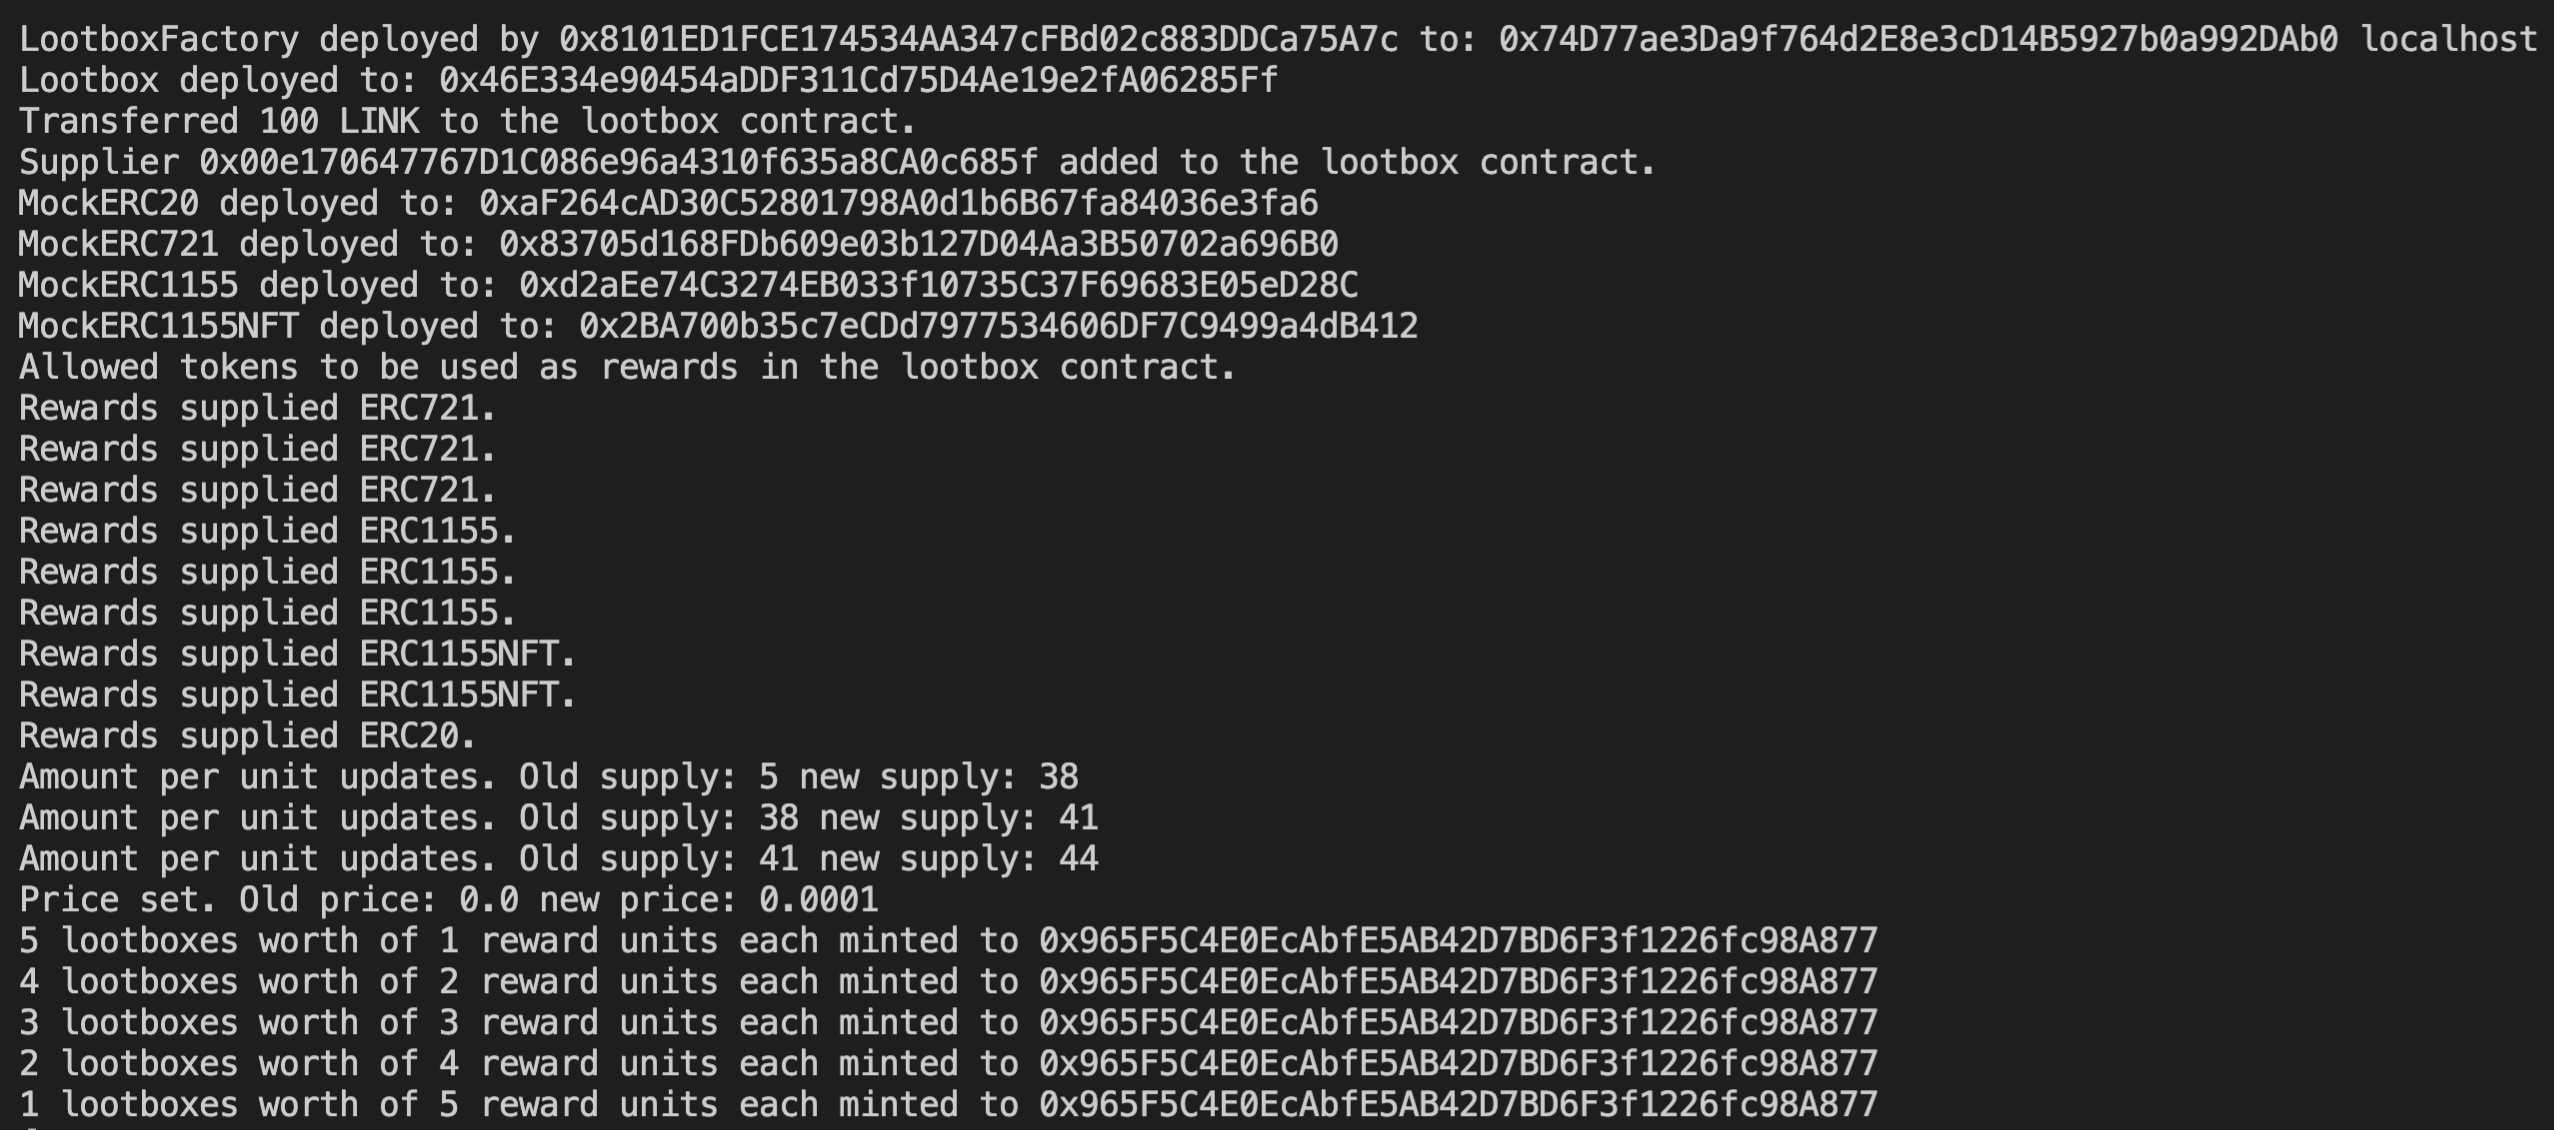 LootboxFactory deployed by 0x8101ED1FCE174534AA347cFBd02c883DDCa75A7c to: 0x74D77ae3Da9f764d2E8e3cD14B5927b0a992DAb0 localhost
Lootbox deployed to: 0x46E334e90454aDDF311Cd75D4Ae19e2fA06285Ff
Transferred 100 LINK to the lootbox contract.
Supplier 0x00e170647767D1C086e96a4310f635a8CA0c685f added to the lootbox contract.
MockERC20 deployed to: 0xaF264cAD30C52801798A0d1b6B67fa84036e3fa6
MockERC721 deployed to: 0x83705d168FDb609e03b127D04Aa3B50702a696B0
MockERC1155 deployed to: 0xd2aEe74C3274EB033f10735C37F69683E05eD28C
MockERC1155NFT deployed to: 0x2BA700b35c7eCDd7977534606DF7C9499a4dB412
Allowed tokens to be used as rewards in the lootbox contract.
Rewards supplied ERC721.
Rewards supplied ERC721.
Rewards supplied ERC721.
Rewards supplied ERC1155.
Rewards supplied ERC1155.
Rewards supplied ERC1155.
Rewards supplied ERC1155NFT.
Rewards supplied ERC1155NFT.
Rewards supplied ERC20.
Amount per unit updates. Old supply: 5 new supply: 38
Amount per unit updates. Old supply: 38 new supply: 41
Amount per unit updates. Old supply: 41 new supply: 44
Price set. Old price: 0.0 new price: 0.0001
5 lootboxes worth of 1 reward units each minted to 0x965F5C4E0EcAbfE5AB42D7BD6F3f1226fc98A877
4 lootboxes worth of 2 reward units each minted to 0x965F5C4E0EcAbfE5AB42D7BD6F3f1226fc98A877
3 lootboxes worth of 3 reward units each minted to 0x965F5C4E0EcAbfE5AB42D7BD6F3f1226fc98A877
2 lootboxes worth of 4 reward units each minted to 0x965F5C4E0EcAbfE5AB42D7BD6F3f1226fc98A877
1 lootboxes worth of 5 reward units each minted to 0x965F5C4E0EcAbfE5AB42D7BD6F3f1226fc98A877